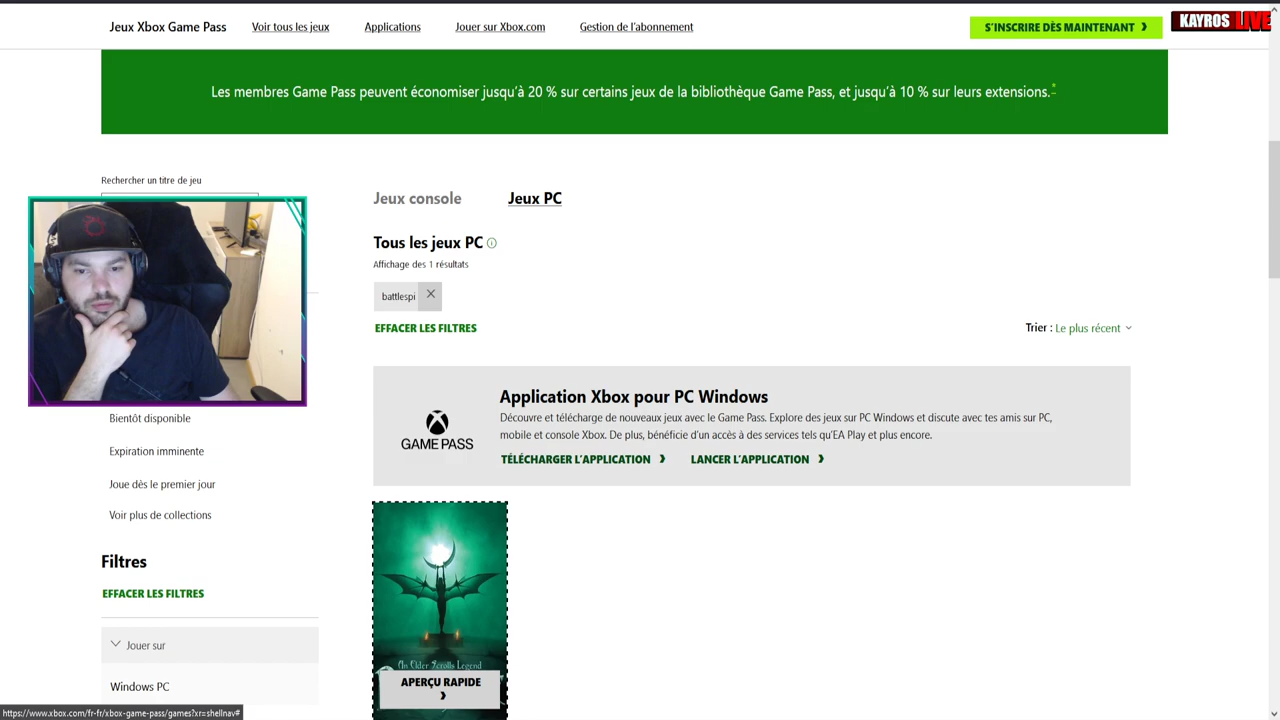 Jeux Xbox Game Pass
Voir tous les jeux
Applications
Jouer sur Xbox.com
Gestion de l'abonnement
S'INSCRIRE DÈS MAINTENANT
KAYROS LIVE
Les membres Game Pass peuvent économiser jusqu'à 20 % sur certains jeux de la bibliothèque Game Pass, et jusqu'à 10 % sur leurs extensions.*
Rechercher un titre de jeu
Jeux console
Jeux PC
Tous les jeux PC
Affichage des 1 résultats
battlespi
EFFACER LES FILTRES
Trier : Le plus récent
Application Xbox pour PC Windows
Découvre et télécharge de nouveaux jeux avec le Game Pass. Explore des jeux sur PC Windows et discute avec tes amis sur PC,
mobile et console Xbox. De plus, bénéficie d'un accès à des services tels qu'EA Play et plus encore.
GAME PASS
TÉLÉCHARGER L'APPLICATION
LANCER L'APPLICATION
Bientôt disponible
Expiration imminente
Joue dès le premier jour
Voir plus de collections
Filtres
EFFACER LES FILTRES
Jouer sur
Windows PC
An Elder Scrolls Legend
APERÇU RAPIDE
https://www.xbox.com/fr-fr/xbox-game-pass/games?xr=shellnav#